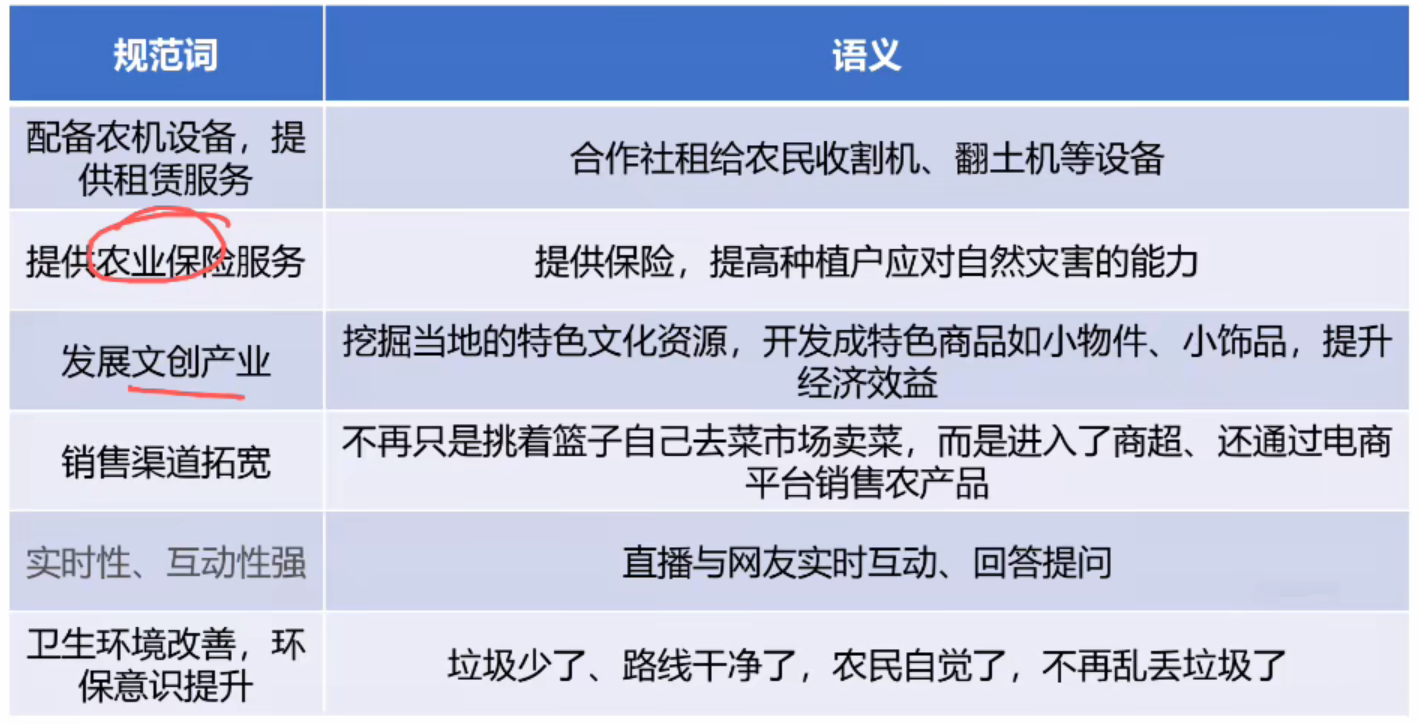 规范词
语义
配备农机设备，提
供租赁服务
合作社租给农民收割机、翻土机等设备
提供农业保险服务
提供保险，提高种植户应对自然灾害的能力
发展文创产业
挖掘当地的特色文化资源，开发成特色商品如小物件、小饰品，提升
经济效益
销售渠道拓宽
不再只是挑着篮子自己去菜市场卖菜，而是进入了商超、还通过电商
平台销售农产品
实时性、互动性强
直播与网友实时互动、回答提问
卫生环境改善，环
保意识提升
垃圾少了、路线干净了，农民自觉了，不再乱丢垃圾了